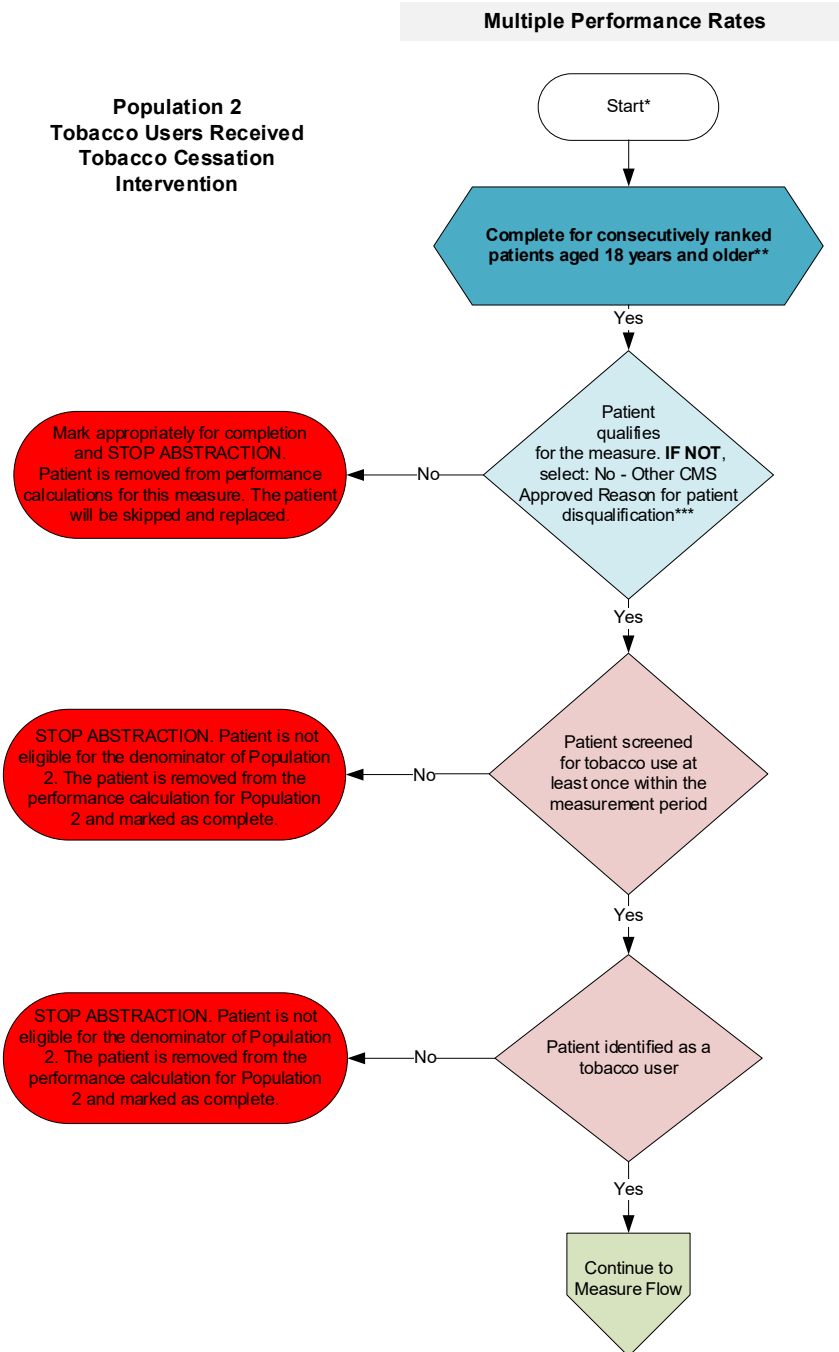 Multiple Performance Rates
Population 2
Tobacco Users Received
Tobacco Cessation
Intervention
Start*
Complete for consecutively ranked
patients aged 18 years and older**
Yes
Patient
qualifies
for the measure. IF NOT,
select: No - Other CMS
Approved Reason for patient
disqualification***
No
Mark appropriately for completion
and STOP ABSTRACTION.
Patient is removed from performance
calculations for this measure. The patient
will be skipped and replaced.
Yes
Patient screened
for tobacco use at
least once within the
measurement period
No
STOP ABSTRACTION. Patient is not
eligible for the denominator of Population
2. The patient is removed from the
performance calculation for Population
2 and marked as complete.
Yes
Patient identified as a
tobacco user
No
STOP ABSTRACTION. Patient is not
eligible for the denominator of Population
2. The patient is removed from the
performance calculation for Population
2 and marked as complete.
Yes
Continue to
Measure Flow